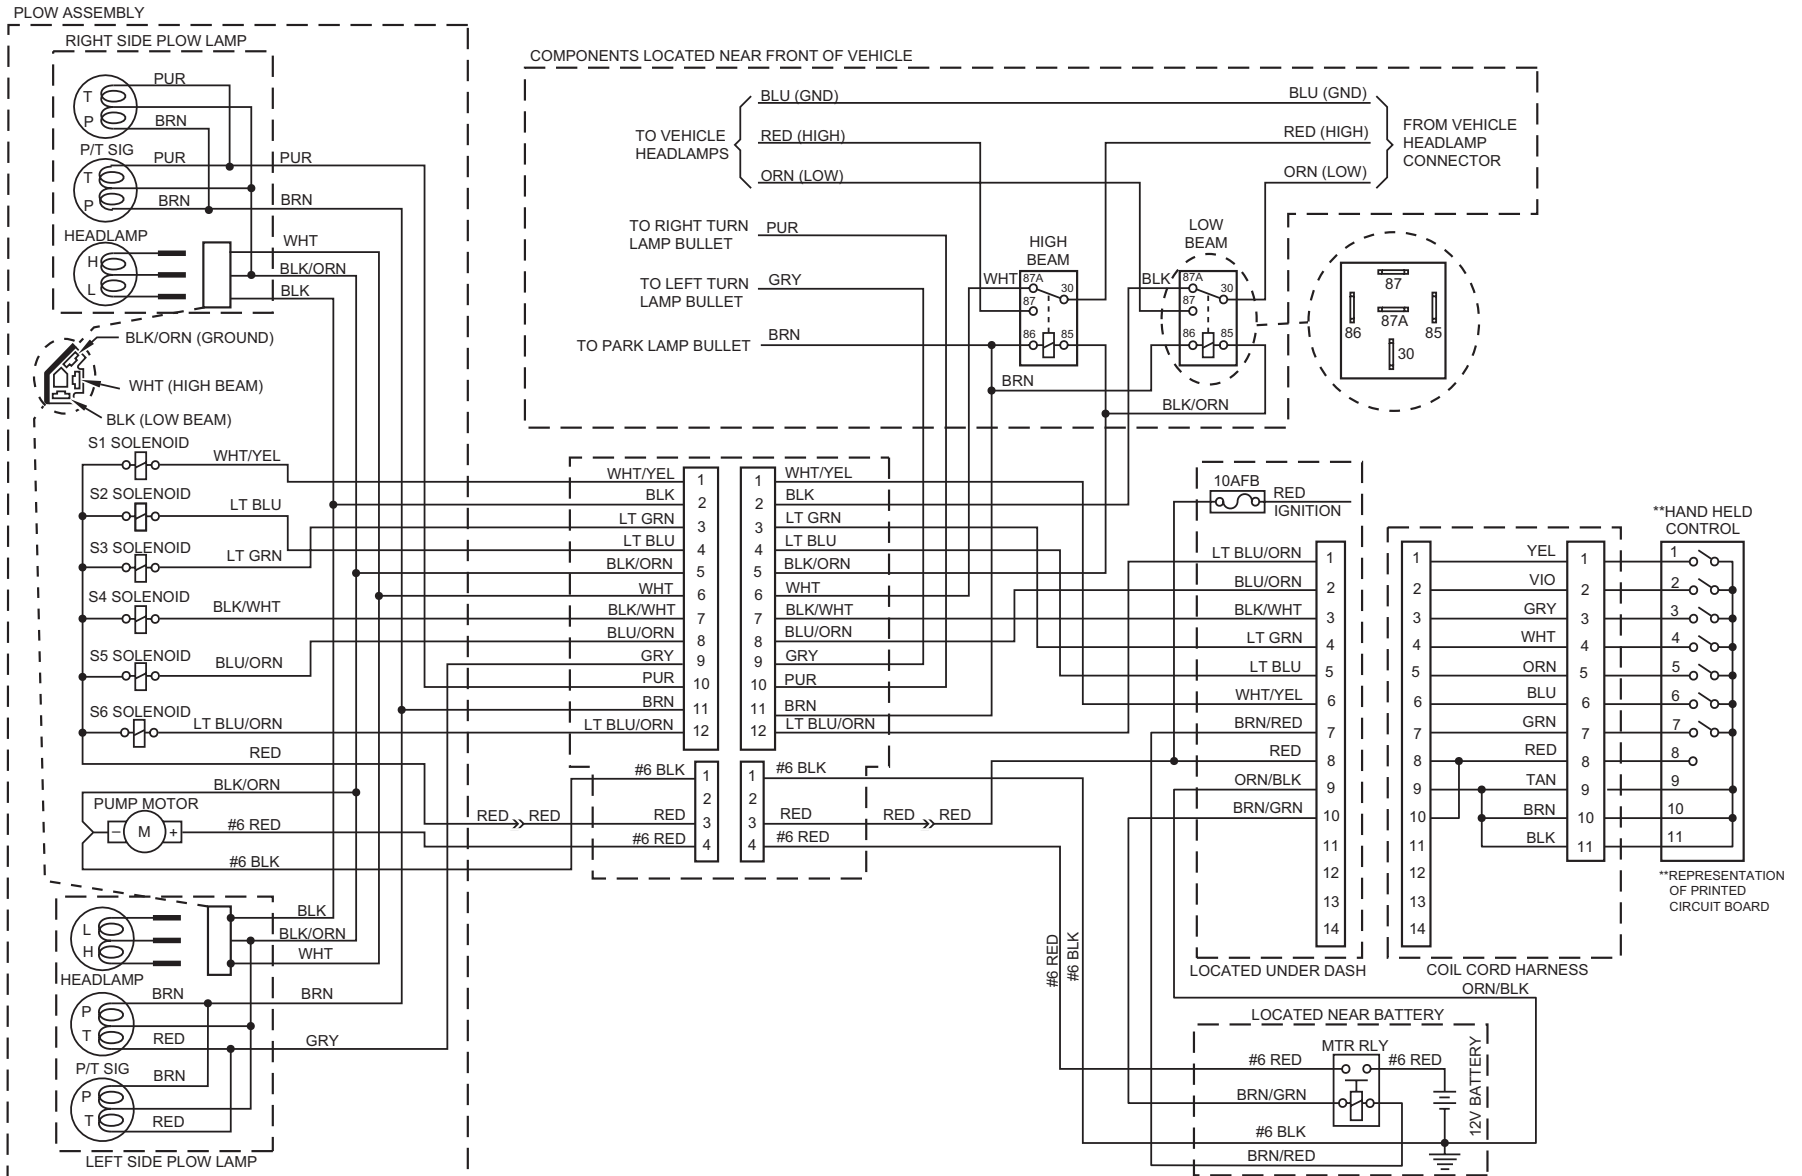 PLOW ASSEMBLY
RIGHT SIDE PLOW LAMP
T
P
PUR
BRN
P/T SIG
T
P
PUR
PUR
BRN
BRN
HEADLAMP
H
L
WHT
BLK/ORN
BLK
BLK/ORN (GROUND)
WHT (HIGH BEAM)
BLK (LOW BEAM)
S1 SOLENOID
WHT/YEL
S2 SOLENOID
LT BLU
S3 SOLENOID
LT GRN
S4 SOLENOID
BLK/WHT
S5 SOLENOID
BLU/ORN
S6 SOLENOID
LT BLU/ORN
RED
BLK/ORN
PUMP MOTOR
– M +
#6 RED
#6 BLK
L
H
BLK
BLK/ORN
WHT
HEADLAMP
BRN
BRN
P
T
RED
GRY
P/T SIG
BRN
P
T
RED
LEFT SIDE PLOW LAMP
COMPONENTS LOCATED NEAR FRONT OF VEHICLE
TO VEHICLE
HEADLAMPS
BLU (GND)
RED (HIGH)
ORN (LOW)
BLU (GND)
RED (HIGH)
ORN (LOW)
FROM VEHICLE
HEADLAMP
CONNECTOR
TO RIGHT TURN
LAMP BULLET
PUR
TO LEFT TURN
LAMP BULLET
GRY
TO PARK LAMP BULLET
BRN
HIGH
BEAM
WHT
87A
30
87
86
85
LOW
BEAM
BLK
87A
30
87
86
85
BRN
BLK/ORN
87
87A
86
85
30
WHT/YEL 1
BLK 2
LT GRN 3
LT BLU 4
BLK/ORN 5
WHT 6
BLK/WHT 7
BLU/ORN 8
GRY 9
PUR 10
BRN 11
LT BLU/ORN 12
1 WHT/YEL
2 BLK
3 LT GRN
4 LT BLU
5 BLK/ORN
6 WHT
7 BLK/WHT
8 BLU/ORN
9 GRY
10 PUR
11 BRN
12 LT BLU/ORN
#6 BLK 1
2
RED RED RED 3
#6 RED 4
1 #6 BLK
2
3 RED RED RED
4 #6 RED
#6 RED
#6 BLK
10AFB
RED
IGNITION
LT BLU/ORN 1
BLU/ORN 2
BLK/WHT 3
LT GRN 4
LT BLU 5
WHT/YEL 6
BRN/RED 7
RED 8
ORN/BLK 9
BRN/GRN 10
11
12
13
14
LOCATED UNDER DASH
1 YEL 1
2 VIO 2
3 GRY 3
4 WHT 4
5 ORN 5
6 BLU 6
7 GRN 7
8 RED 8
9 TAN 9
10 BRN 10
11 BLK 11
12
13
14
COIL CORD HARNESS
**HAND HELD
CONTROL
1
2
3
4
5
6
7
8
9
10
11
**REPRESENTATION
OF PRINTED
CIRCUIT BOARD
ORN/BLK
LOCATED NEAR BATTERY
MTR RLY
#6 RED
#6 RED
BRN/GRN
12V BATTERY
#6 BLK
BRN/RED